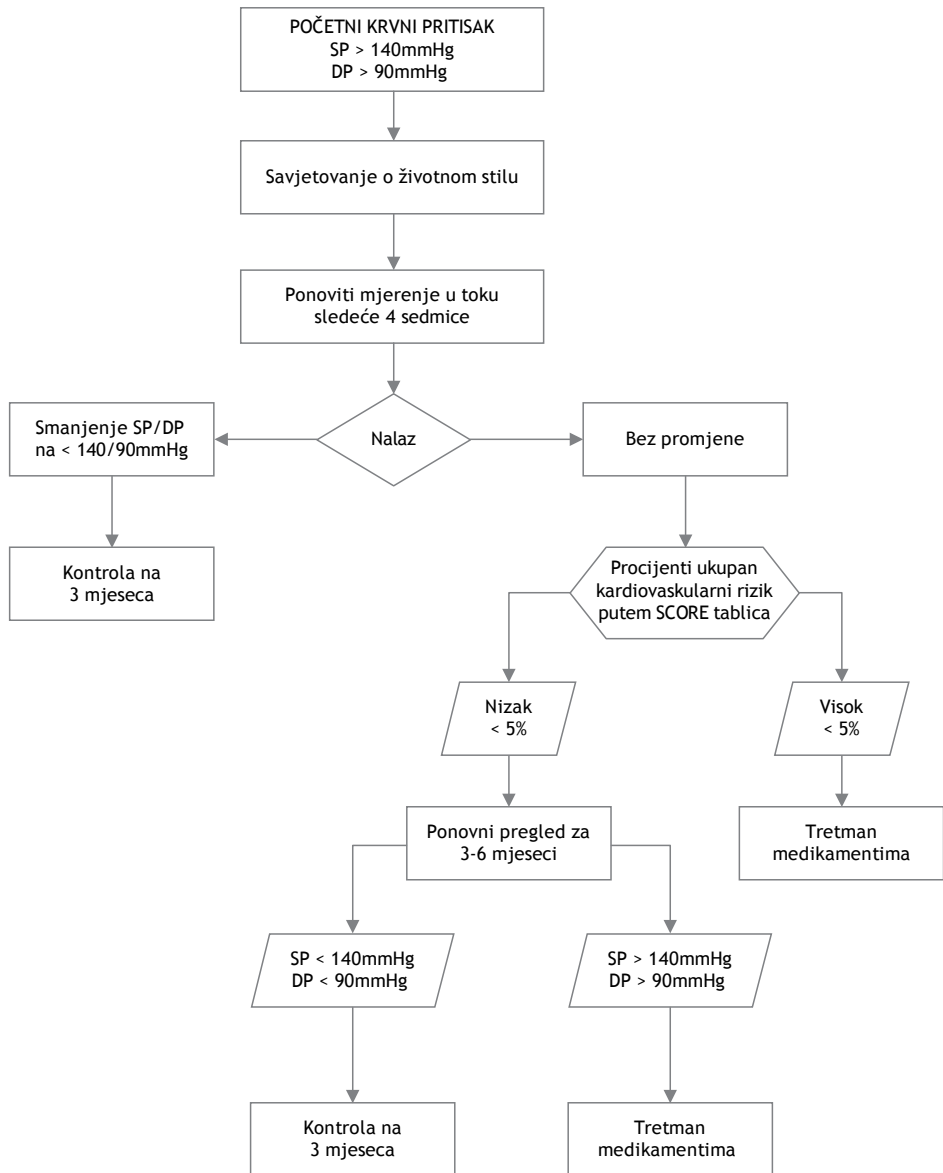 POČETNI KRVNI PRITISAK
SP > 140mmHg
DP > 90mmHg
Savjetovanje o životnom stilu
Ponoviti mjerenje u toku
sledeće 4 sedmice
Smanjenje SP/DP
na < 140/90mmHg
Nalaz
Bez promjene
Kontrola na
3 mjeseca
Procijenti ukupan
kardiovaskularni rizik
putem SCORE tablica
Nizak
< 5%
Visok
< 5%
Ponovni pregled za
3-6 mjeseci
Tretman
medikamentima
SP < 140mmHg
DP < 90mmHg
SP > 140mmHg
DP > 90mmHg
Kontrola na
3 mjeseca
Tretman
medikamentima